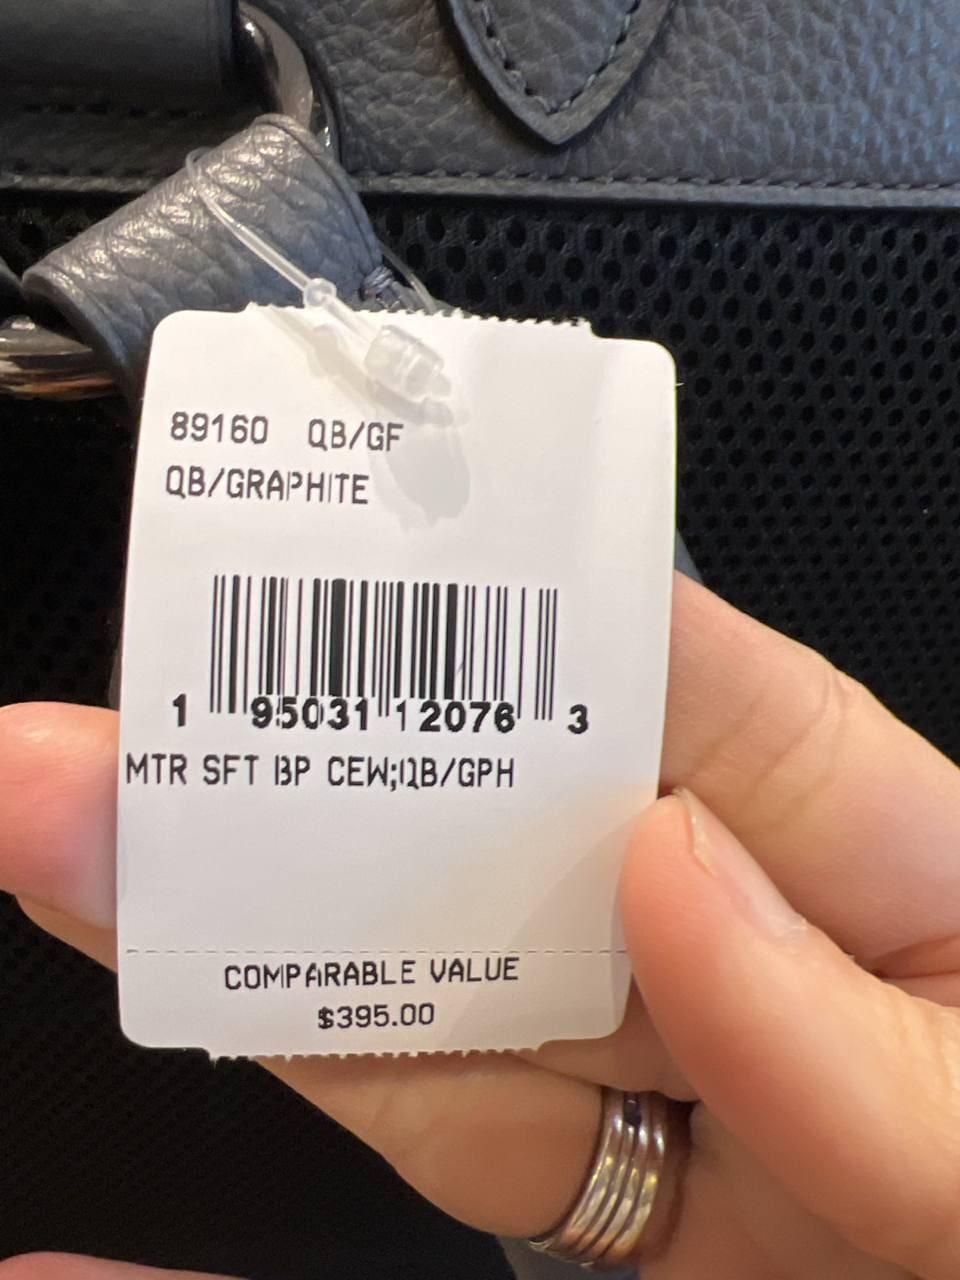 89160 QB/GF
QB/GRAPHITE
1 95031 12076 3
MTR SFT BP CEW;QB/GPH
COMPARABLE VALUE
$395.00